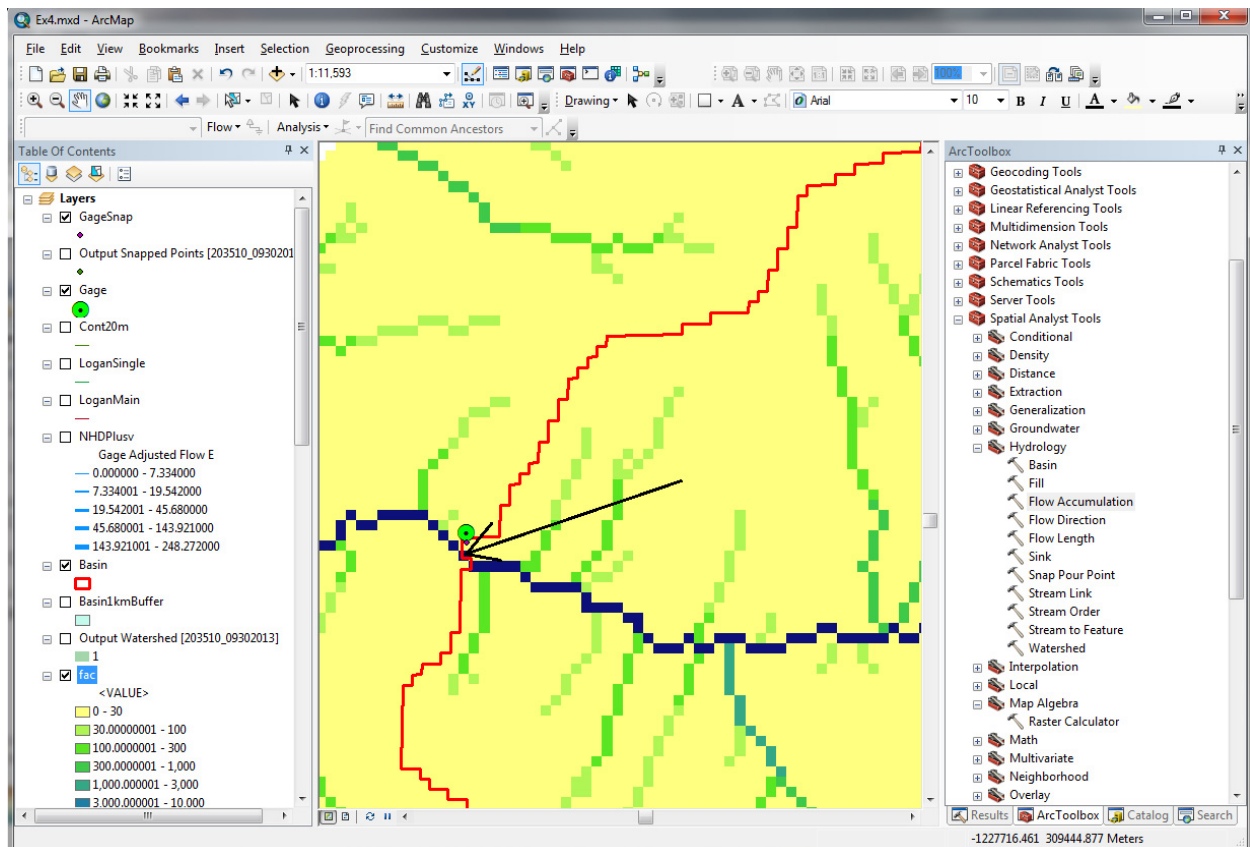 Ex4.mxd - ArcMap
File Edit View Bookmarks Insert Selection Geoprocessing Customize Windows Help
1:11,593
100%
Drawing
Arial
10
B I U A
Flow
Analysis
Find Common Ancestors
Table Of Contents
Layers
GageSnap
Output Snapped Points [203510_0930201
Gage
Cont20m
LoganSingle
LoganMain
NHDPlusv
Gage Adjusted Flow E
0.000000 - 7.334000
7.334001 - 19.542000
19.542001 - 45.680000
45.680001 - 143.921000
143.921001 - 248.272000
Basin
Basin1kmBuffer
Output Watershed [203510_09302013]
1
fac
<VALUE>
0 - 30
30.00000001 - 100
100.0000001 - 300
300.0000001 - 1,000
1,000.000001 - 3,000
3,000.000001 - 10,000
ArcToolbox
Geocoding Tools
Geostatistical Analyst Tools
Linear Referencing Tools
Multidimension Tools
Network Analyst Tools
Parcel Fabric Tools
Schematics Tools
Server Tools
Spatial Analyst Tools
Conditional
Density
Distance
Extraction
Generalization
Groundwater
Hydrology
Basin
Fill
Flow Accumulation
Flow Direction
Flow Length
Sink
Snap Pour Point
Stream Link
Stream Order
Stream to Feature
Watershed
Interpolation
Local
Map Algebra
Raster Calculator
Math
Multivariate
Neighborhood
Overlay
Results ArcToolbox Catalog Search
-1227716.461 309444.877 Meters